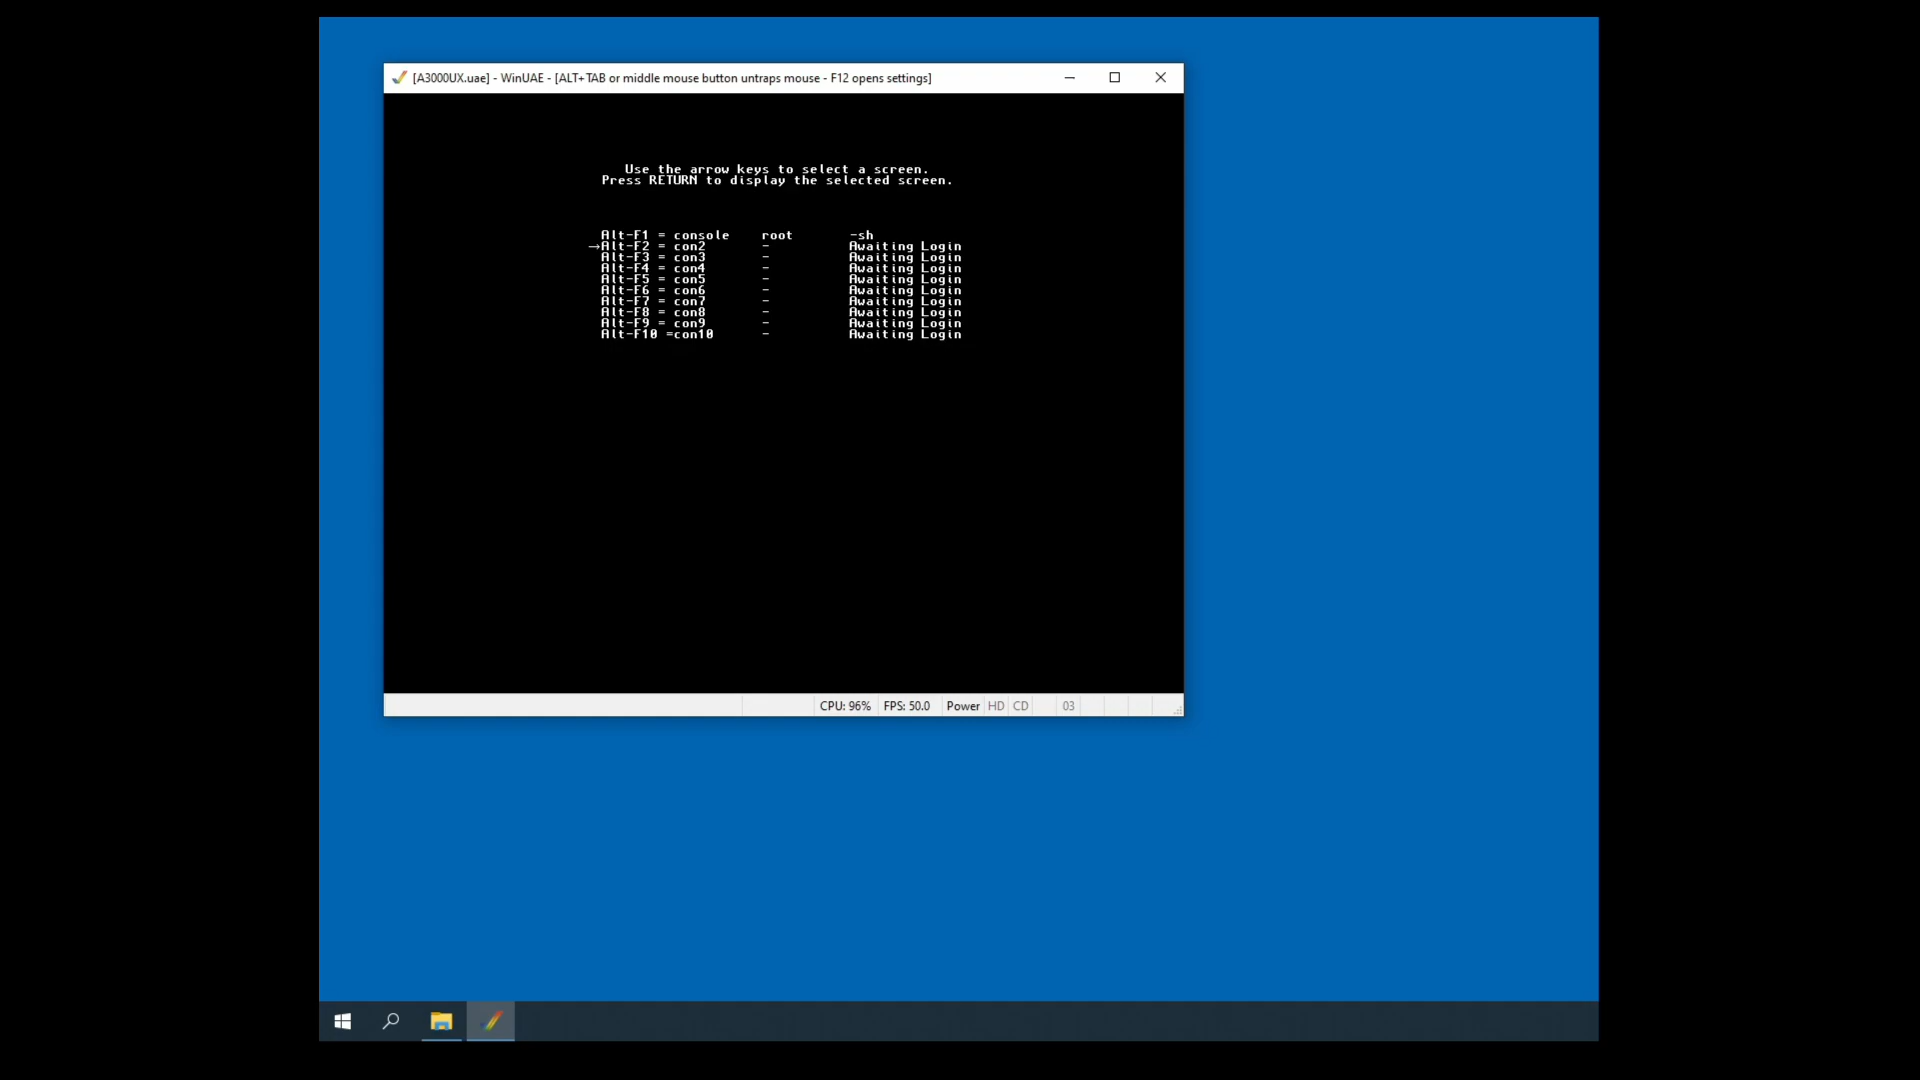 [A3000UX.uae] - WinUAE - [ALT+TAB or middle mouse button untraps mouse - F12 opens settings]
Use the arrow keys to select a screen.
Press RETURN to display the selected screen.
Alt-F1 = console root -sh
→Alt-F2 = con2 - Awaiting Login
Alt-F3 = con3 - Awaiting Login
Alt-F4 = con4 - Awaiting Login
Alt-F5 = con5 - Awaiting Login
Alt-F6 = con6 - Awaiting Login
Alt-F7 = con7 - Awaiting Login
Alt-F8 = con8 - Awaiting Login
Alt-F9 = con9 - Awaiting Login
Alt-F10 =con10 - Awaiting Login
CPU: 96% FPS: 50.0 Power HD CD 03